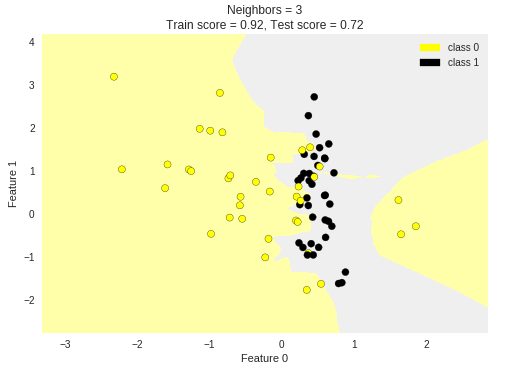 Neighbors = 3
Train score = 0.92, Test score = 0.72
class 0
class 1
4
3
2
1
0
−1
−2
Feature 1
−3
−2
−1
0
1
2
Feature 0